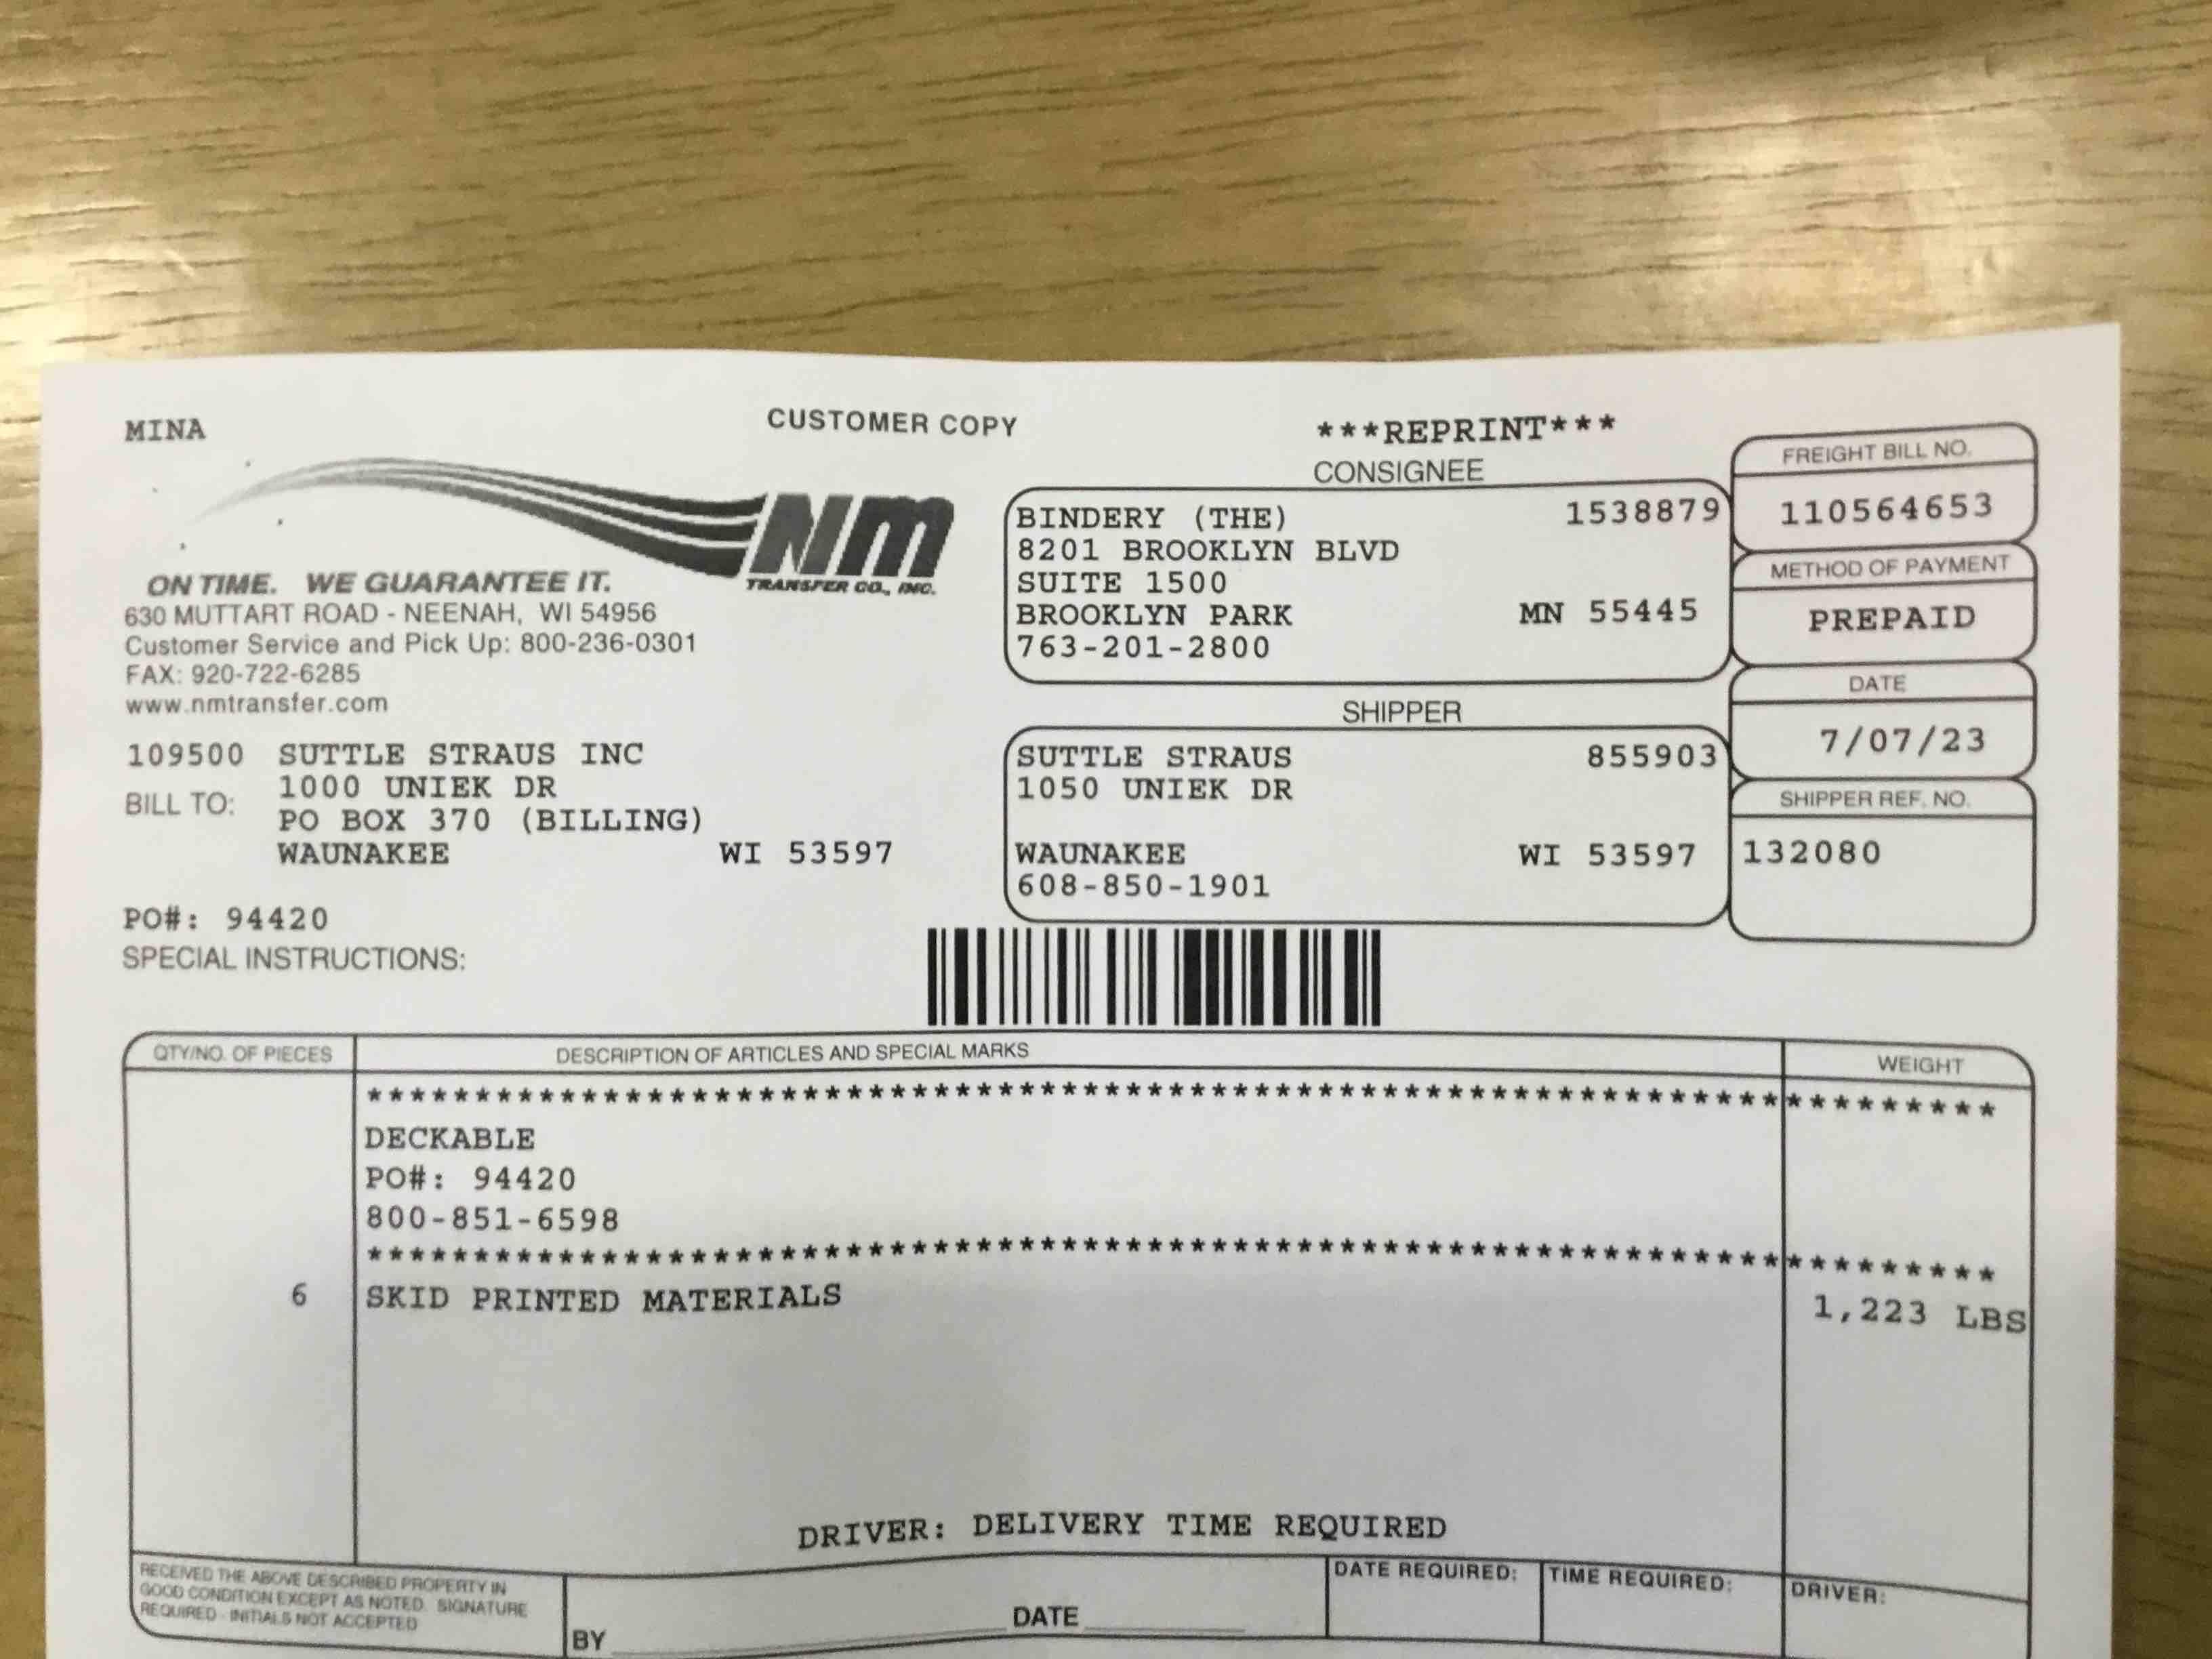 MINA
CUSTOMER COPY
***REPRINT***
NM
TRANSFER CO., INC.
ON TIME. WE GUARANTEE IT.
630 MUTTART ROAD - NEENAH, WI 54956
Customer Service and Pick Up: 800-236-0301
FAX: 920-722-6285
www.nmtransfer.com
CONSIGNEE
BINDERY (THE) 1538879
8201 BROOKLYN BLVD
SUITE 1500
BROOKLYN PARK MN 55445
763-201-2800
FREIGHT BILL NO.
110564653
METHOD OF PAYMENT
PREPAID
DATE
7/07/23
SHIPPER REF. NO.
132080
109500 SUTTLE STRAUS INC
BILL TO: 1000 UNIEK DR
PO BOX 370 (BILLING)
WAUNAKEE WI 53597
SHIPPER
SUTTLE STRAUS 855903
1050 UNIEK DR
WAUNAKEE WI 53597
608-850-1901
PO#: 94420
SPECIAL INSTRUCTIONS:
QTY/NO. OF PIECES DESCRIPTION OF ARTICLES AND SPECIAL MARKS WEIGHT
****************************************************************************
DECKABLE
PO#: 94420
800-851-6598
****************************************************************************
6 SKID PRINTED MATERIALS 1,223 LBS
DRIVER: DELIVERY TIME REQUIRED
RECEIVED THE ABOVE DESCRIBED PROPERTY IN
GOOD CONDITION EXCEPT AS NOTED. SIGNATURE
REQUIRED - INITIALS NOT ACCEPTED
BY DATE
DATE REQUIRED: TIME REQUIRED: DRIVER: